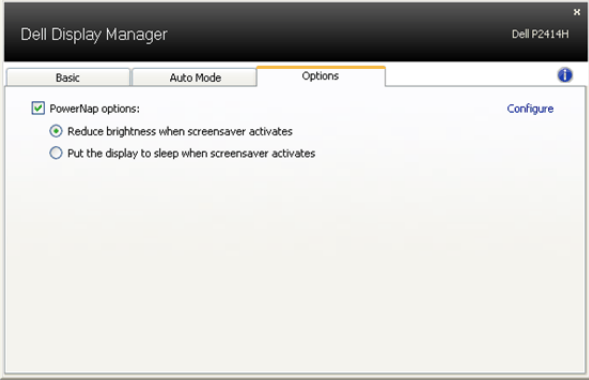 Dell Display Manager
Dell P2414H
Basic
Auto Mode
Options
PowerNap options:
Configure
Reduce brightness when screensaver activates
Put the display to sleep when screensaver activates